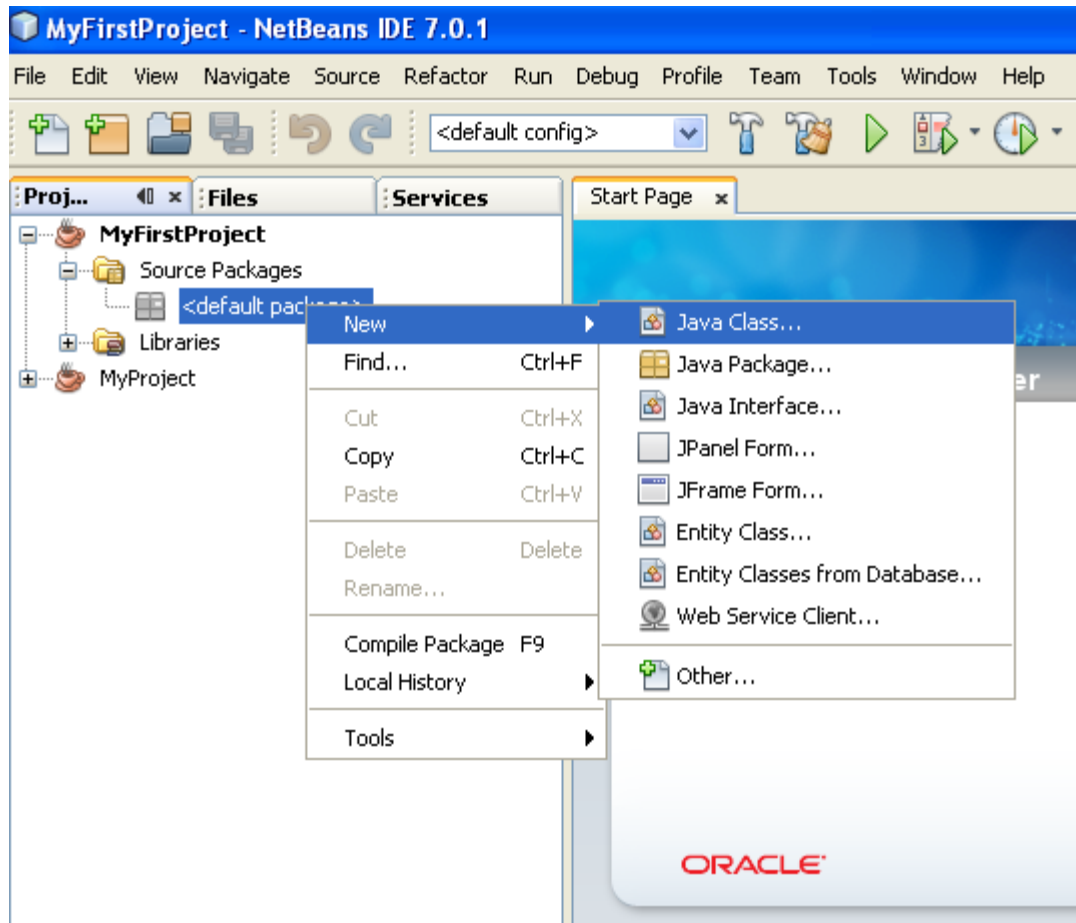 MyFirstProject - NetBeans IDE 7.0.1
File Edit View Navigate Source Refactor Run Debug Profile Team Tools Window Help
<default config>
Proj... Files Services Start Page
MyFirstProject
Source Packages
<default pac
Libraries
MyProject
New
Find... Ctrl+F
Cut Ctrl+X
Copy Ctrl+C
Paste Ctrl+V
Delete Delete
Rename...
Compile Package F9
Local History
Tools
Java Class...
Java Package...
Java Interface...
JPanel Form...
JFrame Form...
Entity Class...
Entity Classes from Database...
Web Service Client...
Other...
er
ORACLE